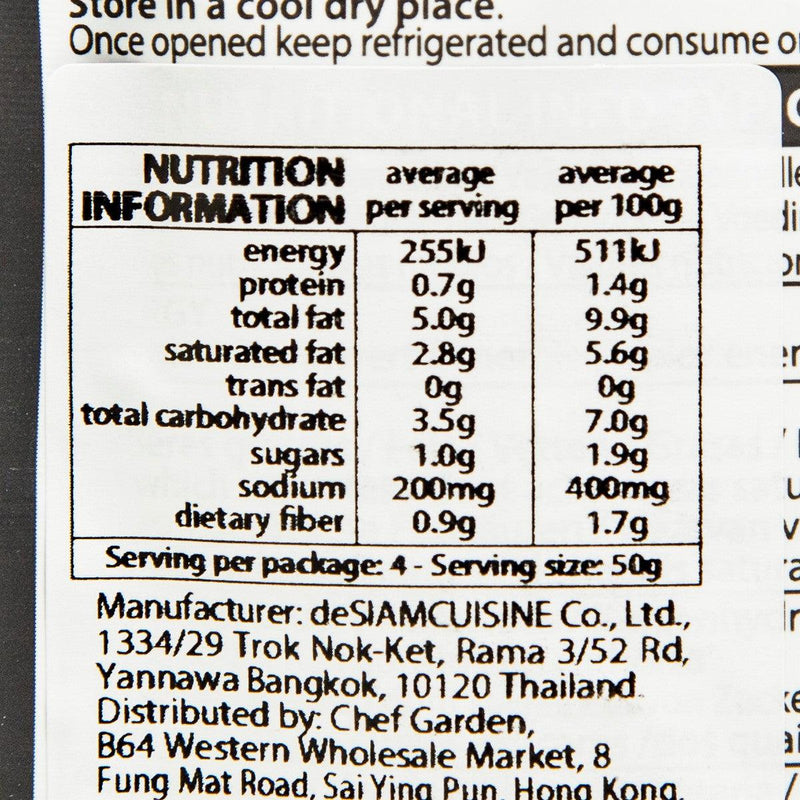 Store in a cool dry place.
Once opened keep refrigerated and consume
NUTRITION INFORMATION average per serving average per 100g
energy 255kJ 511kJ
protein 0.7g 1.4g
total fat 5.0g 9.9g
saturated fat 2.8g 5.6g
trans fat 0g 0g
total carbohydrate 3.5g 7.0g
sugars 1.0g 1.9g
sodium 200mg 400mg
dietary fiber 0.9g 1.7g
Serving per package: 4 - Serving size: 50g
Manufacturer: deSIAMCUISINE Co., Ltd.,
1334/29 Trok Nok-Ket, Rama 3/52 Rd,
Yannawa Bangkok, 10120 Thailand.
Distributed by: Chef Garden,
B64 Western Wholesale Market, 8
Fung Mat Road, Sai Ying Pun, Hong Kong.